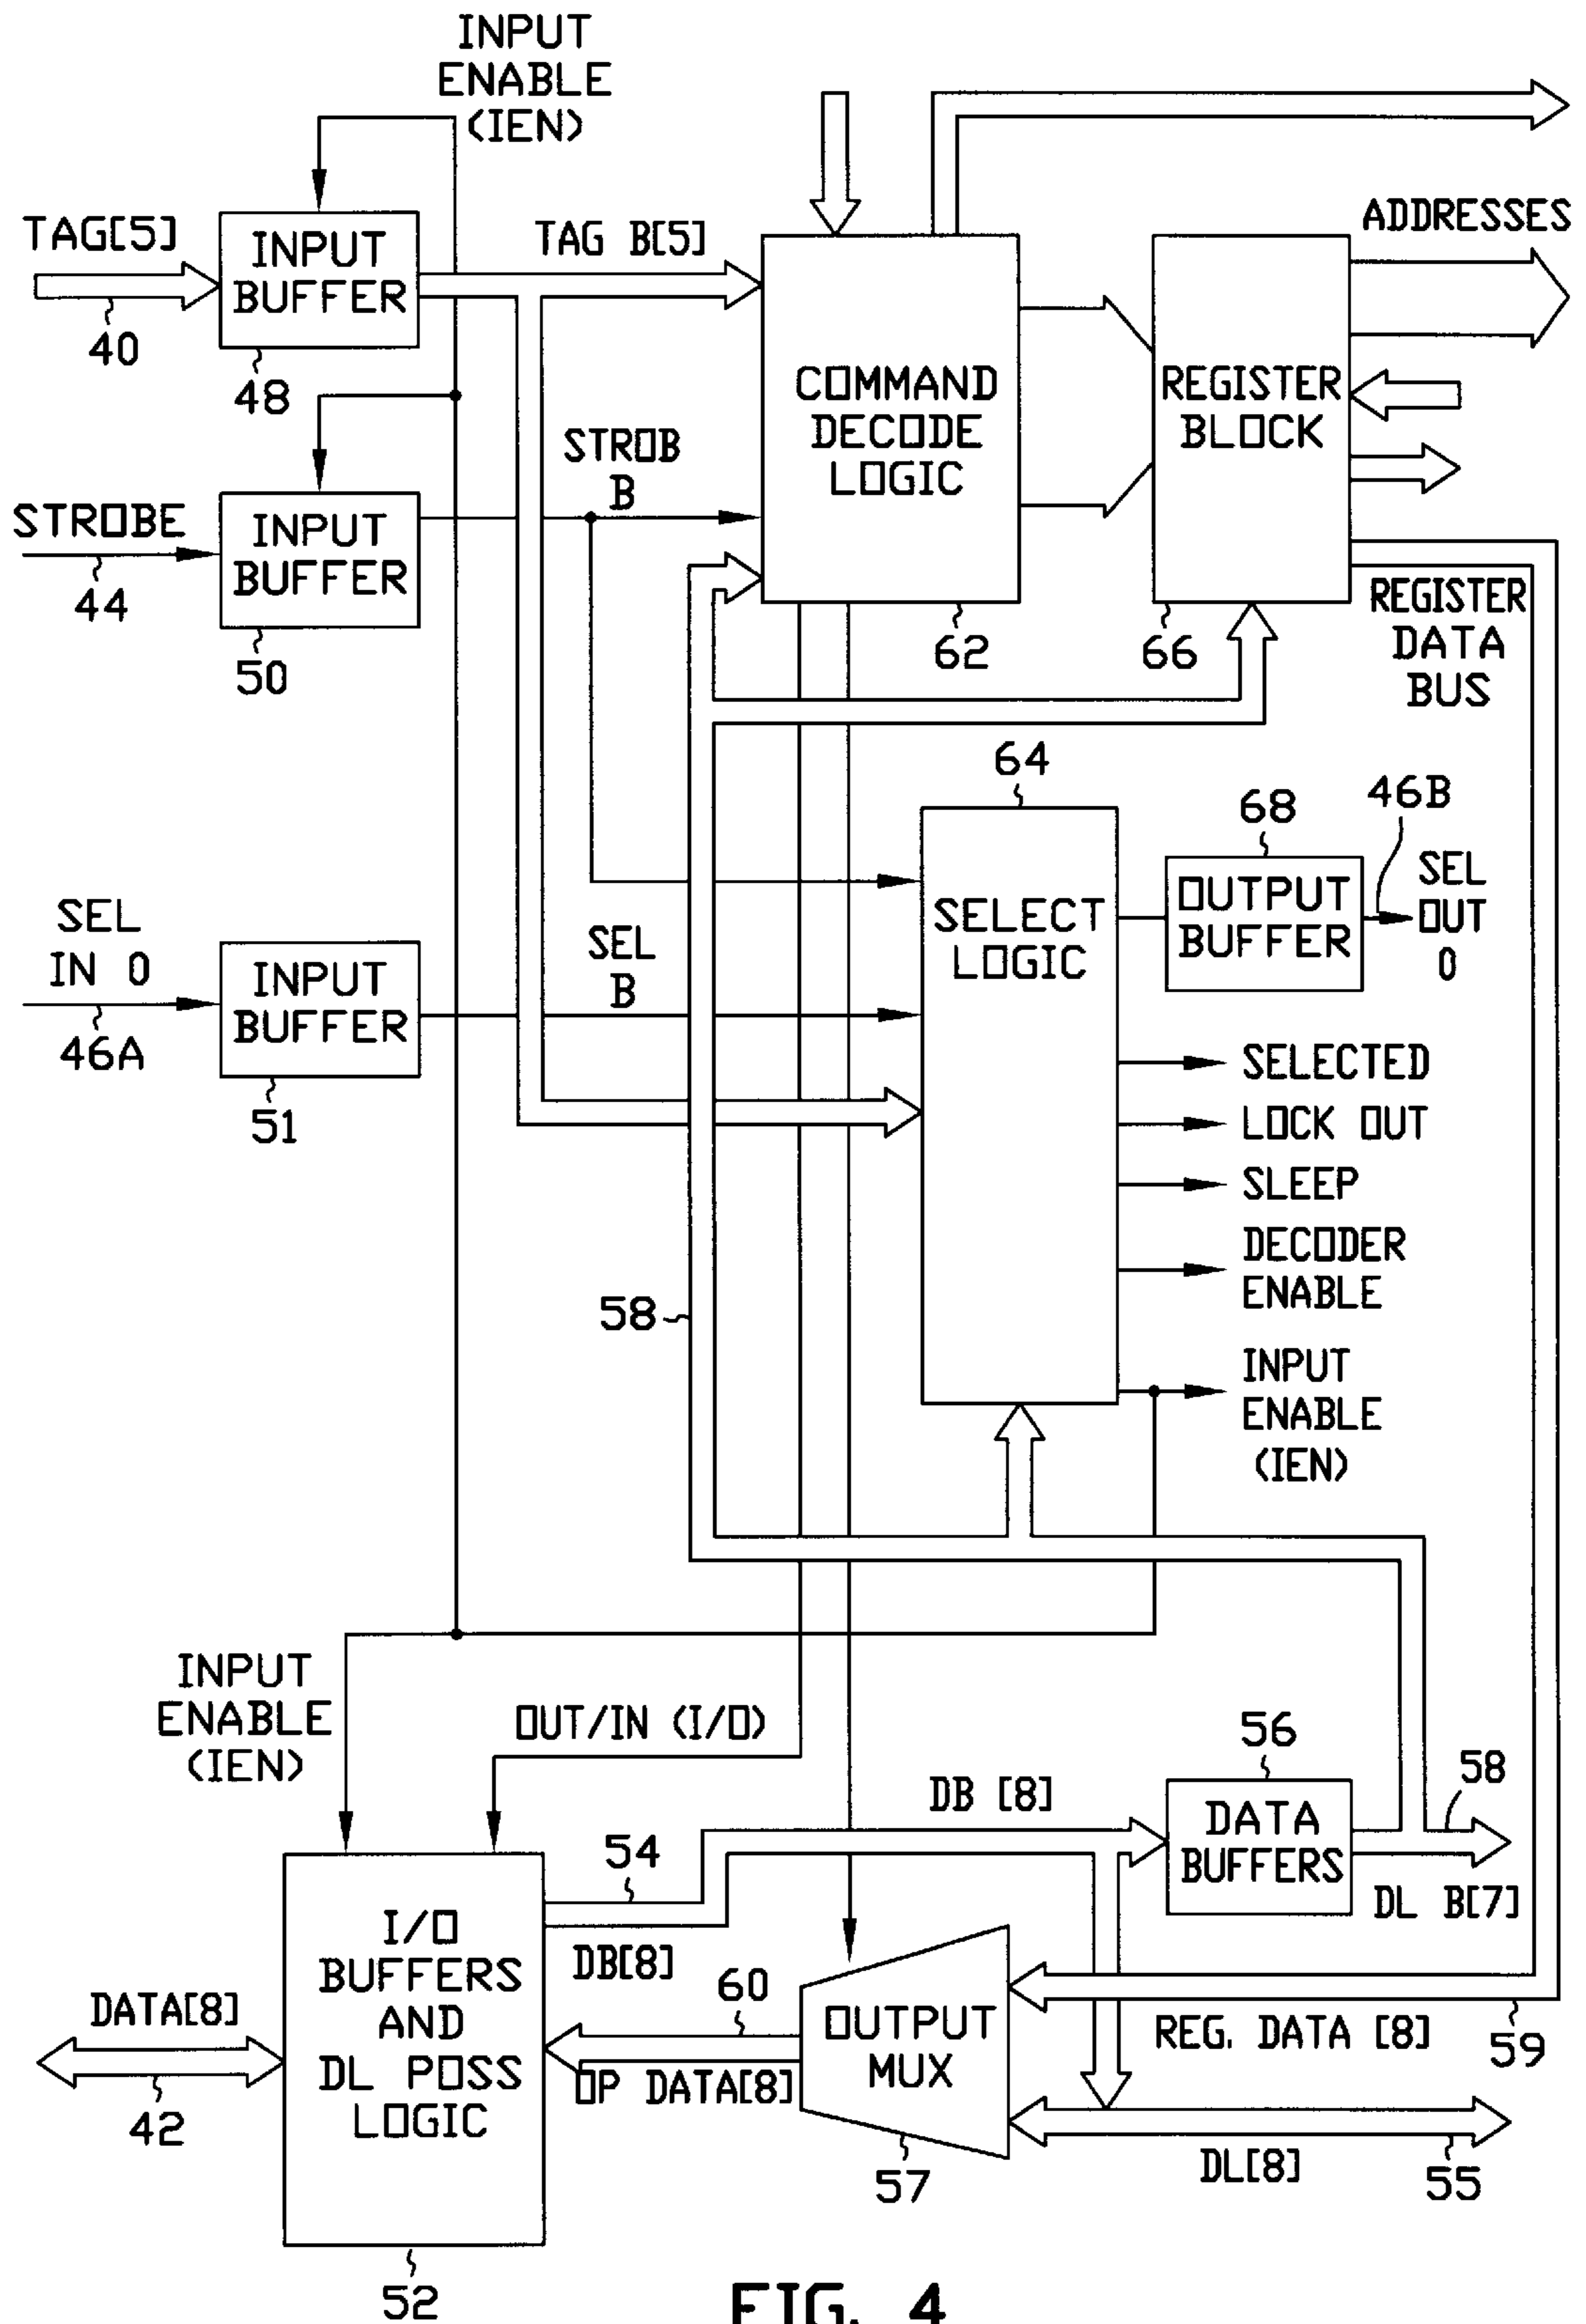 INPUT
ENABLE
(IEN)
TAG[5]
40
INPUT
BUFFER
48
TAG B[5]
COMMAND
DECODE
LOGIC
62
REGISTER
BLOCK
66
ADDRESSES
STROBE
44
INPUT
BUFFER
50
STROB
B
REGISTER
DATA
BUS
64
SELECT
LOGIC
68
OUTPUT
BUFFER
46B
SEL
OUT
0
SEL
IN 0
46A
INPUT
BUFFER
51
SEL
B
SELECTED
LOCK OUT
SLEEP
DECODER
ENABLE
58
INPUT
ENABLE
(IEN)
INPUT
ENABLE
(IEN)
OUT/IN (I/O)
DB [8]
56
DATA
BUFFERS
58
DL B[7]
54
DB[8]
I/O
BUFFERS
AND
DL POSS
LOGIC
52
DATA[8]
42
60
OP DATA[8]
OUTPUT
MUX
57
REG. DATA [8]
59
DL[8]
55
FIG. 4